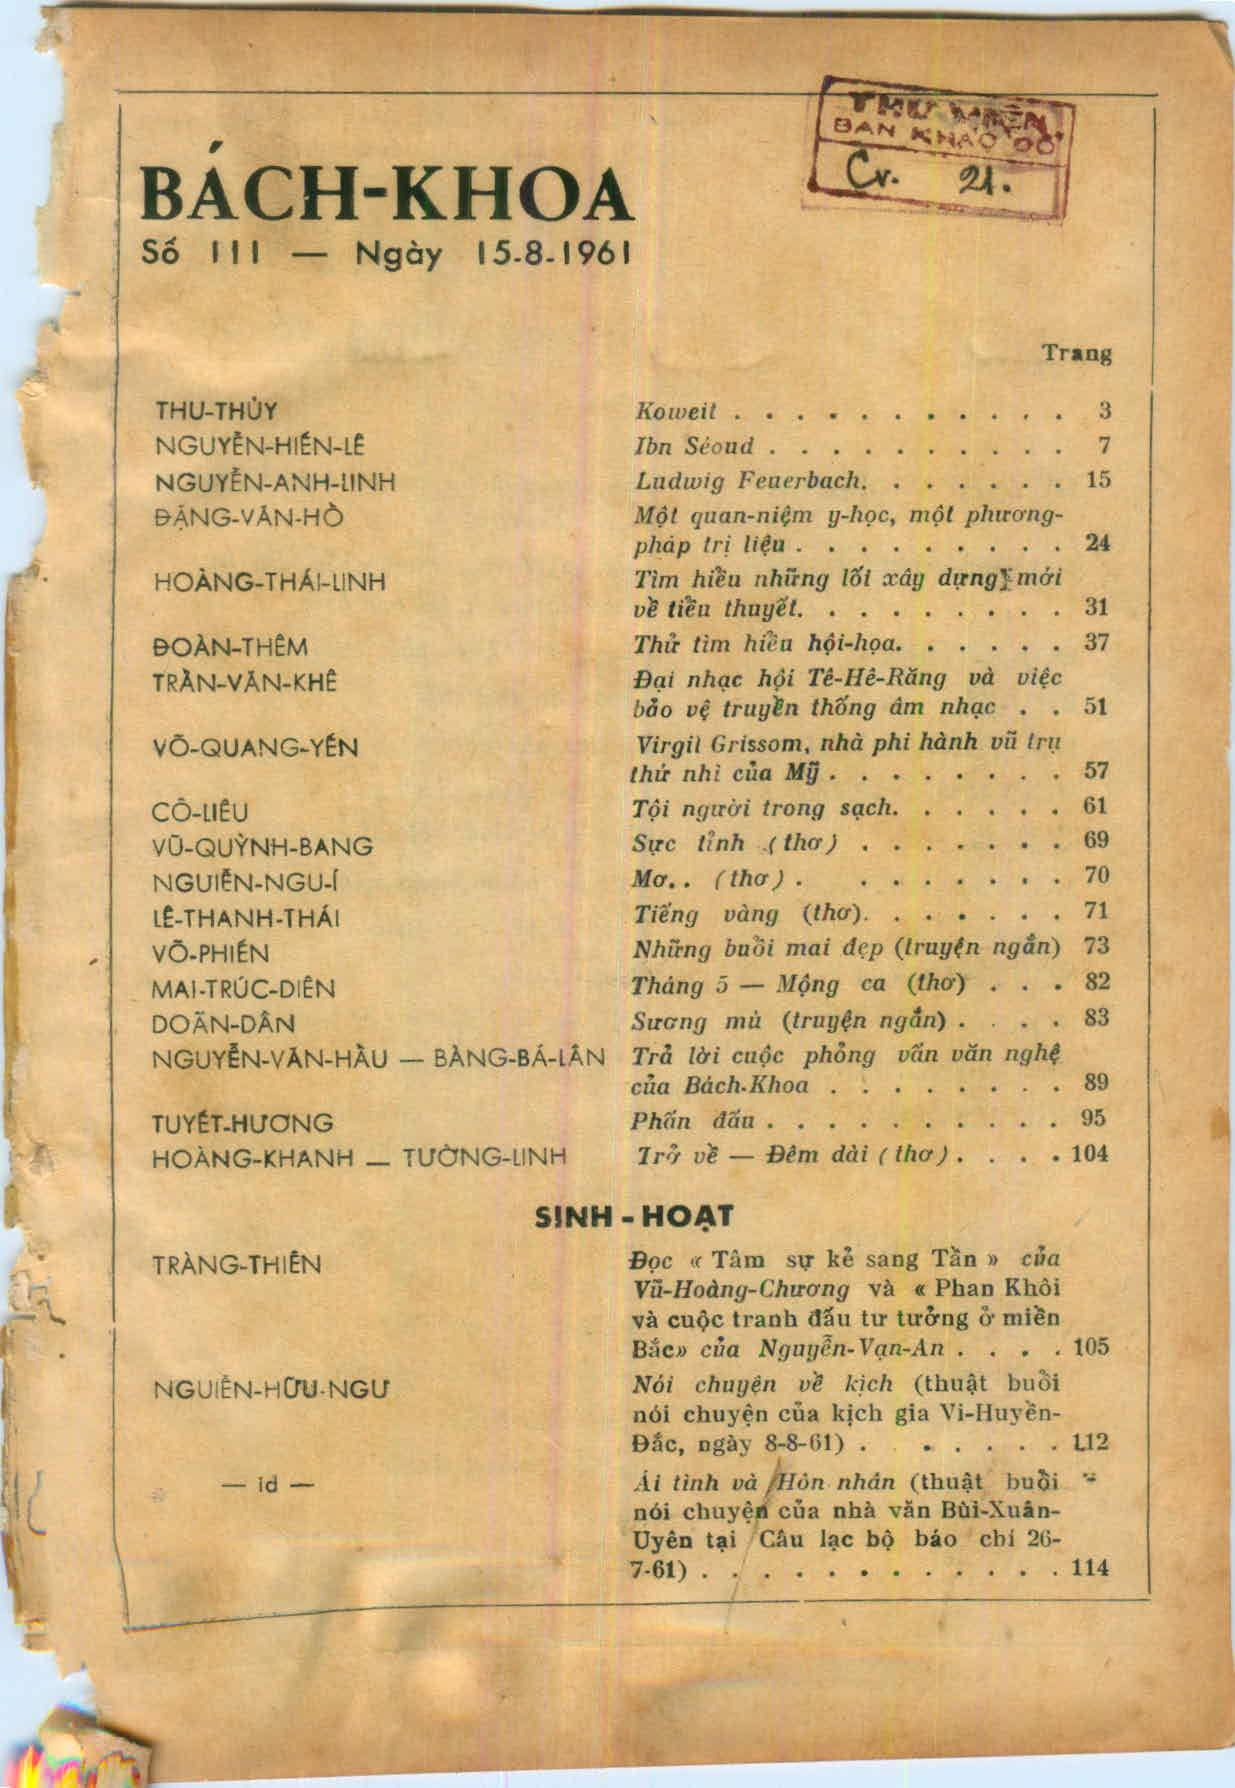 THƯ VIỆN
BAN KHẢO CỔ
Cv. 21.
BÁCH-KHOA
Số 111 — Ngày 15-8-1961
Trang
THU-THỦY Koweit . . . . . . . . . . . 3
NGUYỄN-HIẾN-LÊ Ibn Séoud . . . . . . . . . . 7
NGUYỄN-ANH-LINH Ludwig Feuerbach. . . . . . . 15
ĐẶNG-VĂN-HỒ Một quan-niệm y-học, một phương-
pháp trị liệu . . . . . . . . . 24
HOÀNG-THÁI-LINH Tìm hiểu những lối xây dựng mới
về tiểu thuyết. . . . . . . . . 31
ĐOÀN-THÊM Thử tìm hiểu hội-họa. . . . . . 37
TRẦN-VĂN-KHÊ Đại nhạc hội Tê-Hê-Răng và việc
bảo vệ truyền thống âm nhạc . . 51
VÕ-QUANG-YẾN Virgil Grissom, nhà phi hành vũ trụ
thứ nhì của Mỹ . . . . . . . . 57
CÔ-LIÊU Tội người trong sạch. . . . . . 61
VŨ-QUỲNH-BANG Sực tỉnh (thơ) . . . . . . . 69
NGUIỄN-NGU-Í Mơ.. (thơ) . . . . . . . . 70
LÊ-THANH-THÁI Tiếng vàng (thơ). . . . . . . 71
VÕ-PHIẾN Những buổi mai đẹp (truyện ngắn) 73
MAI-TRÚC-DIÊN Tháng 5 — Mộng ca (thơ) . . . 82
DOÃN-DÂN Sương mù (truyện ngắn) . . . . 83
NGUYỄN-VĂN-HẦU — BÀNG-BÁ-LÂN Trả lời cuộc phỏng vấn văn nghệ
của Bách-Khoa . . . . . . . . 89
TUYẾT-HƯƠNG Phấn đấu . . . . . . . . . . 95
HOÀNG-KHANH — TƯỜNG-LINH Trở về — Đêm dài (thơ) . . . . 104
SINH - HOẠT
TRÀNG-THIÊN Đọc « Tâm sự kẻ sang Tần » của
Vũ-Hoàng-Chương và « Phan Khôi
và cuộc tranh đấu tư tưởng ở miền
Bắc» của Nguyễn-Vạn-An . . . . 105
NGUIỄN-HỮU-NGƯ Nói chuyện về kịch (thuật buổi
nói chuyện của kịch gia Vi-Huyền-
Đắc, ngày 8-8-61) . . . . . . 112
— id — Ái tình và Hôn nhân (thuật buổi
nói chuyện của nhà văn Bùi-Xuân-
Uyên tại Câu lạc bộ báo chí 26-
7-61) . . . . . . . . . . . . . 114